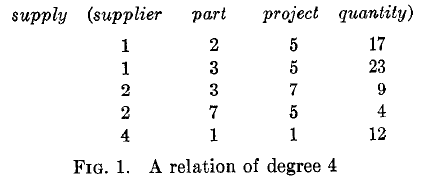 supply (supplier part project quantity)
1 2 5 17
1 3 5 23
2 3 7 9
2 7 5 4
4 1 1 12
FIG. 1. A relation of degree 4